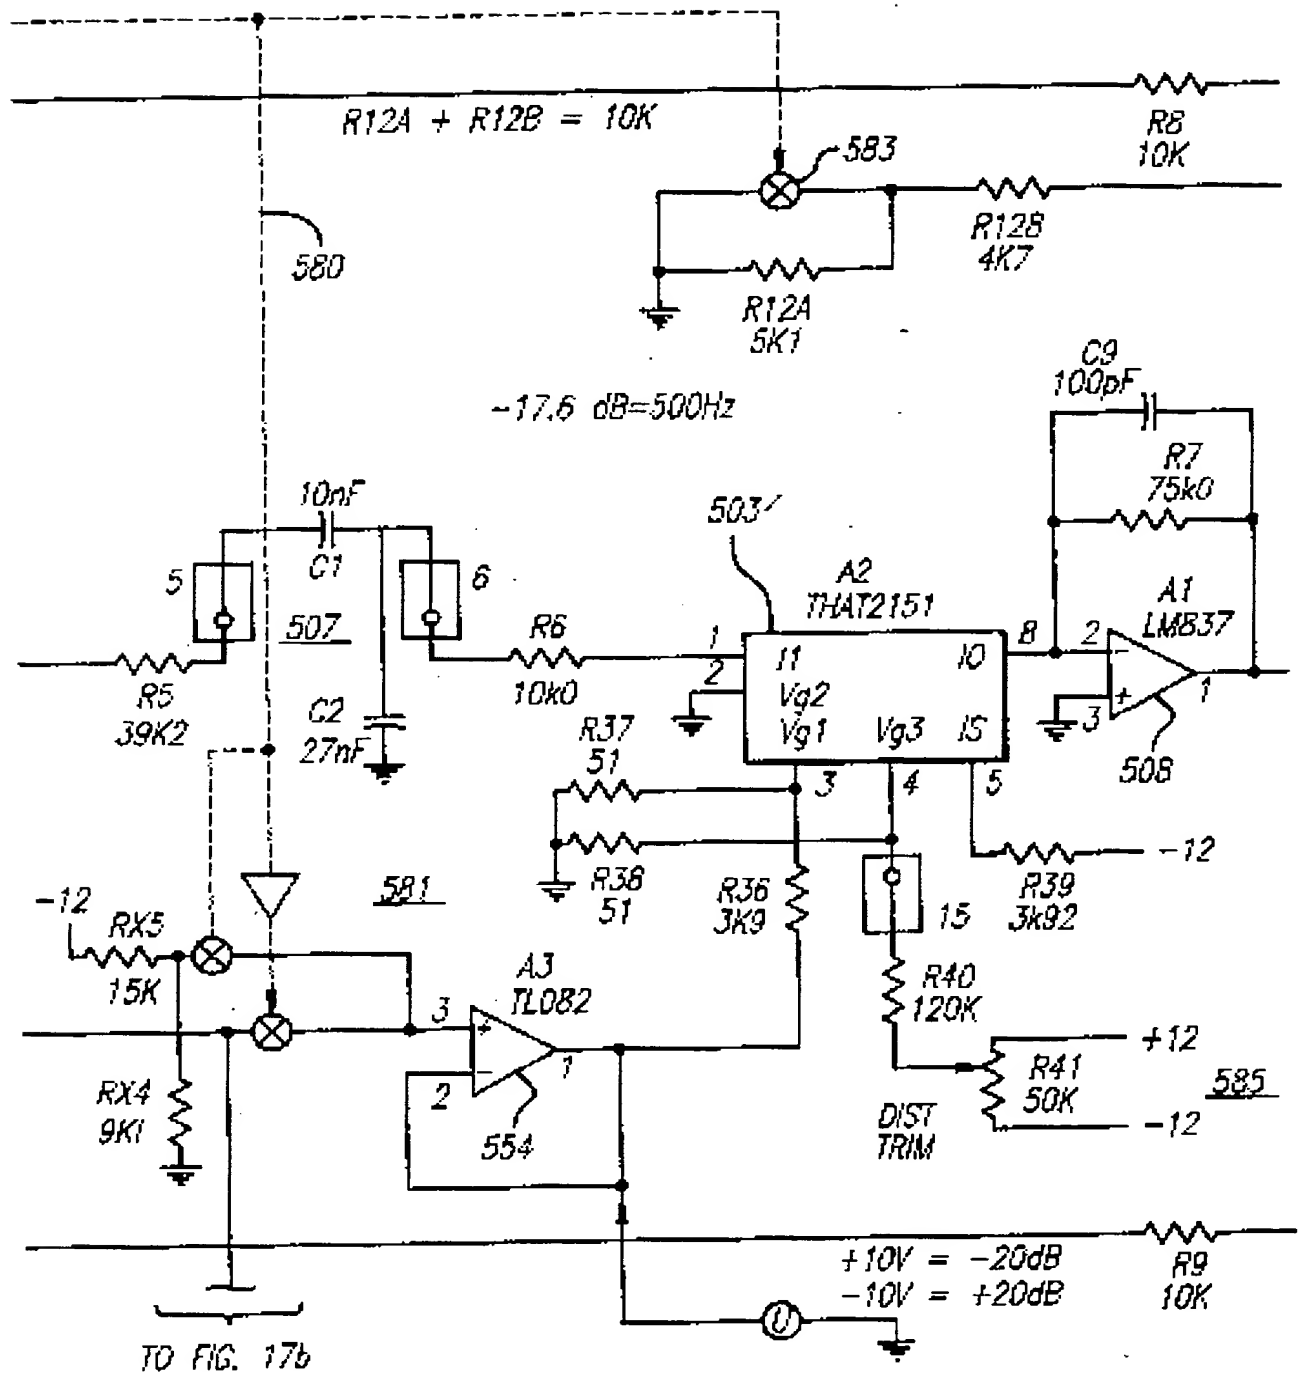 R12A + R12B = 10K
R8
10K
583
R12B
4K7
580
R12A
5K1
C9
100pF
-17.6 dB=500Hz
R7
75k0
10nF
503'
5
C1
6
A2
THAT2151
A1
LM837
507
R6
1
8
2
I1
IO
R5
39K2
10k0
2
Vg2
1
C2
27nF
R37
51
Vg1
Vg3
IS
3
508
3
4
5
-12
R38
51
R36
3K9
R39
3k92
-12
581
15
RX5
15K
A3
TL082
R40
120K
3
+12
1
R41
50K
585
RX4
9K1
2
DIST
TRIM
-12
554
+10V = -20dB
-10V = +20dB
R9
10K
U
TO FIG. 17b